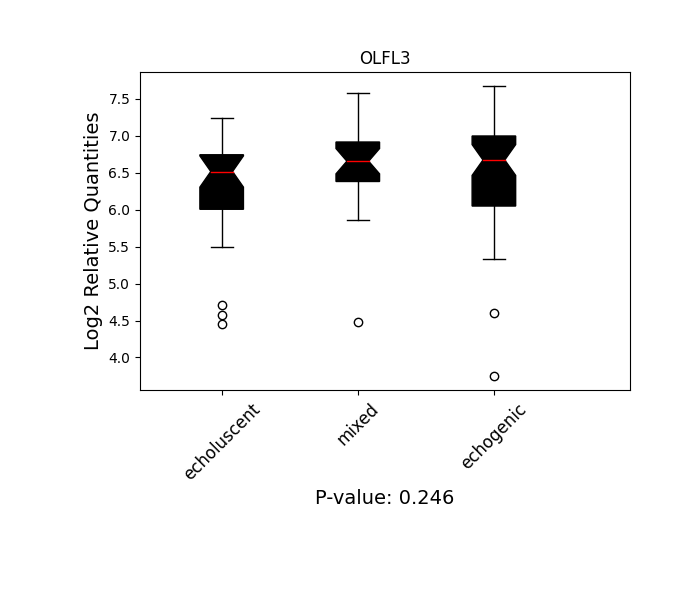 OLFL3
Log2 Relative Quantities
7.5
7.0
6.5
6.0
5.5
5.0
4.5
4.0
echoluscent
mixed
echogenic
P-value: 0.246